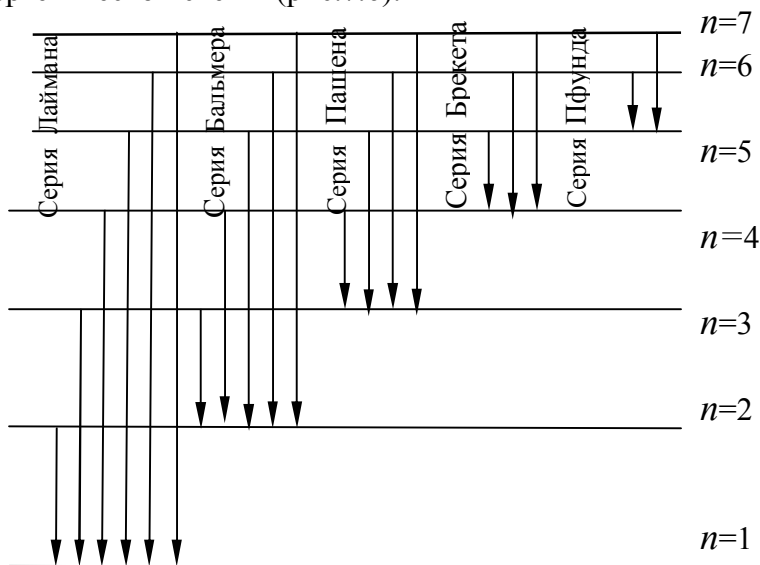 Серия Лаймана
Серия Бальмера
Серия Пашена
Серия Брекета
Серия Пфунда
n=7
n=6
n=5
n=4
n=3
n=2
n=1